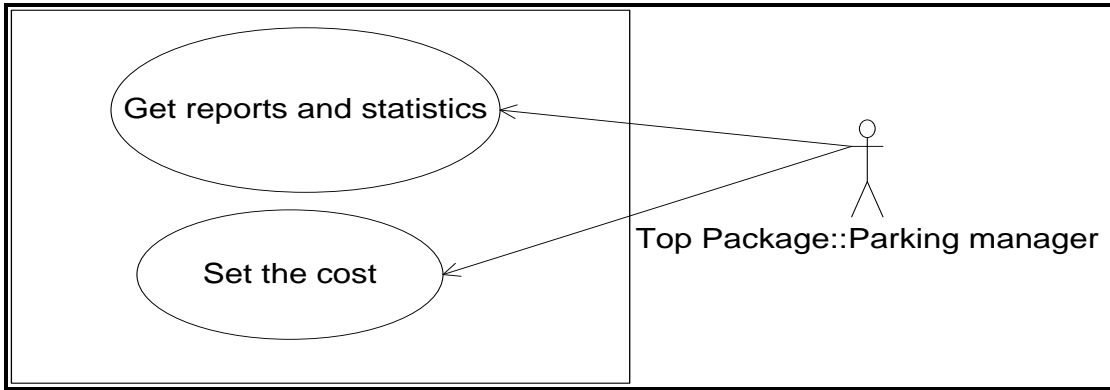 Get reports and statistics
Top Package::Parking manager
Set the cost